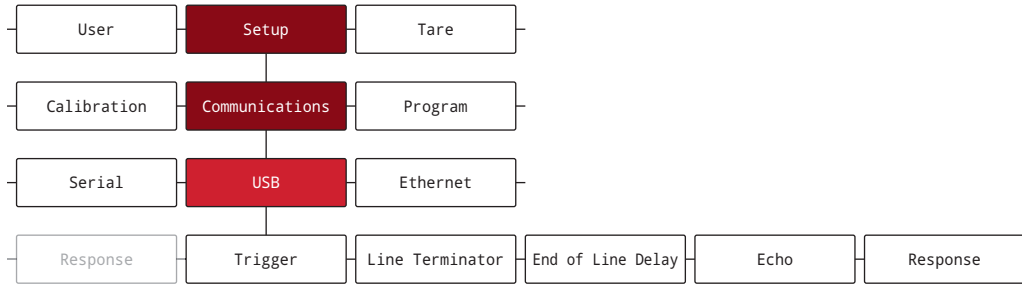 User Setup Tare
Calibration Communications Program
Serial USB Ethernet
Response Trigger Line Terminator End of Line Delay Echo Response